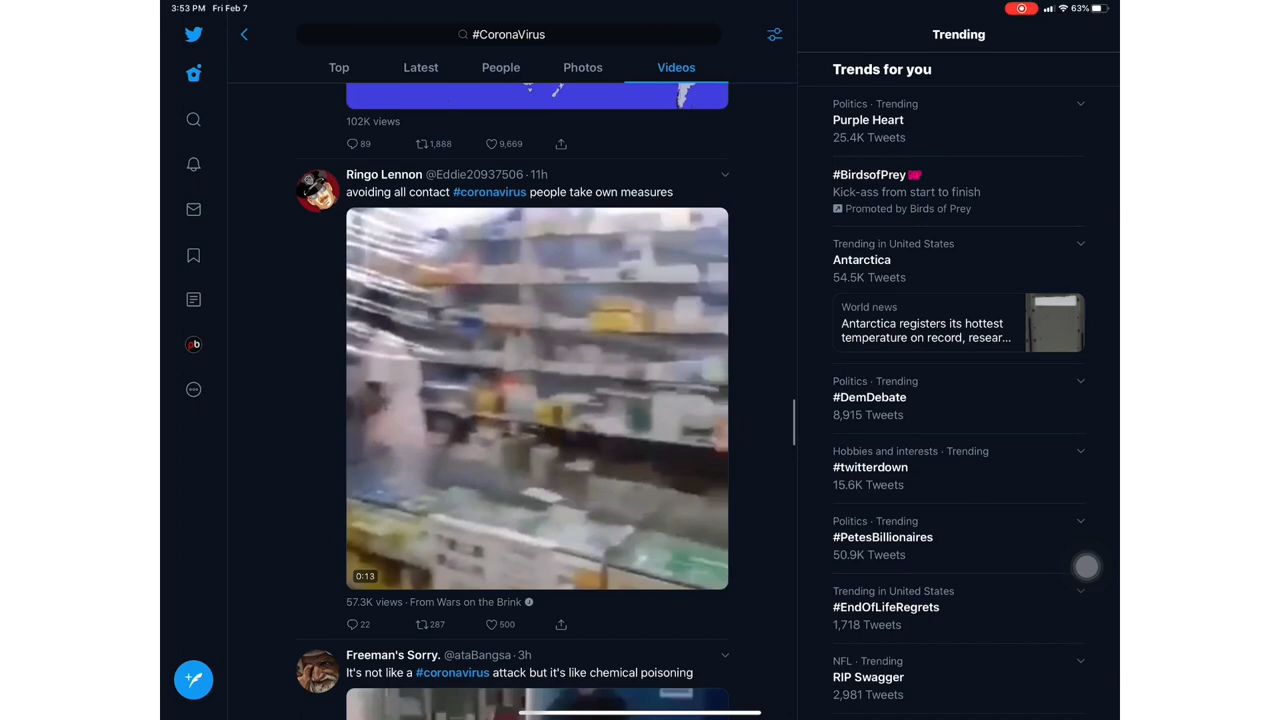 3:53 PM Fri Feb 7
63%
#CoronaVirus
Top
Latest
People
Photos
Videos
102K views
89
1,888
9,669
Ringo Lennon @Eddie20937506 · 11h
avoiding all contact #coronavirus people take own measures
0:13
57.3K views · From Wars on the Brink
22
287
500
Freeman's Sorry. @ataBangsa · 3h
It's not like a #coronavirus attack but it's like chemical poisoning
pb
Trending
Trends for you
Politics · Trending
Purple Heart
25.4K Tweets
#BirdsofPrey
Kick-ass from start to finish
Promoted by Birds of Prey
Trending in United States
Antarctica
54.5K Tweets
World news
Antarctica registers its hottest
temperature on record, resear...
Politics · Trending
#DemDebate
8,915 Tweets
Hobbies and interests · Trending
#twitterdown
15.6K Tweets
Politics · Trending
#PetesBillionaires
50.9K Tweets
Trending in United States
#EndOfLifeRegrets
1,718 Tweets
NFL · Trending
RIP Swagger
2,981 Tweets